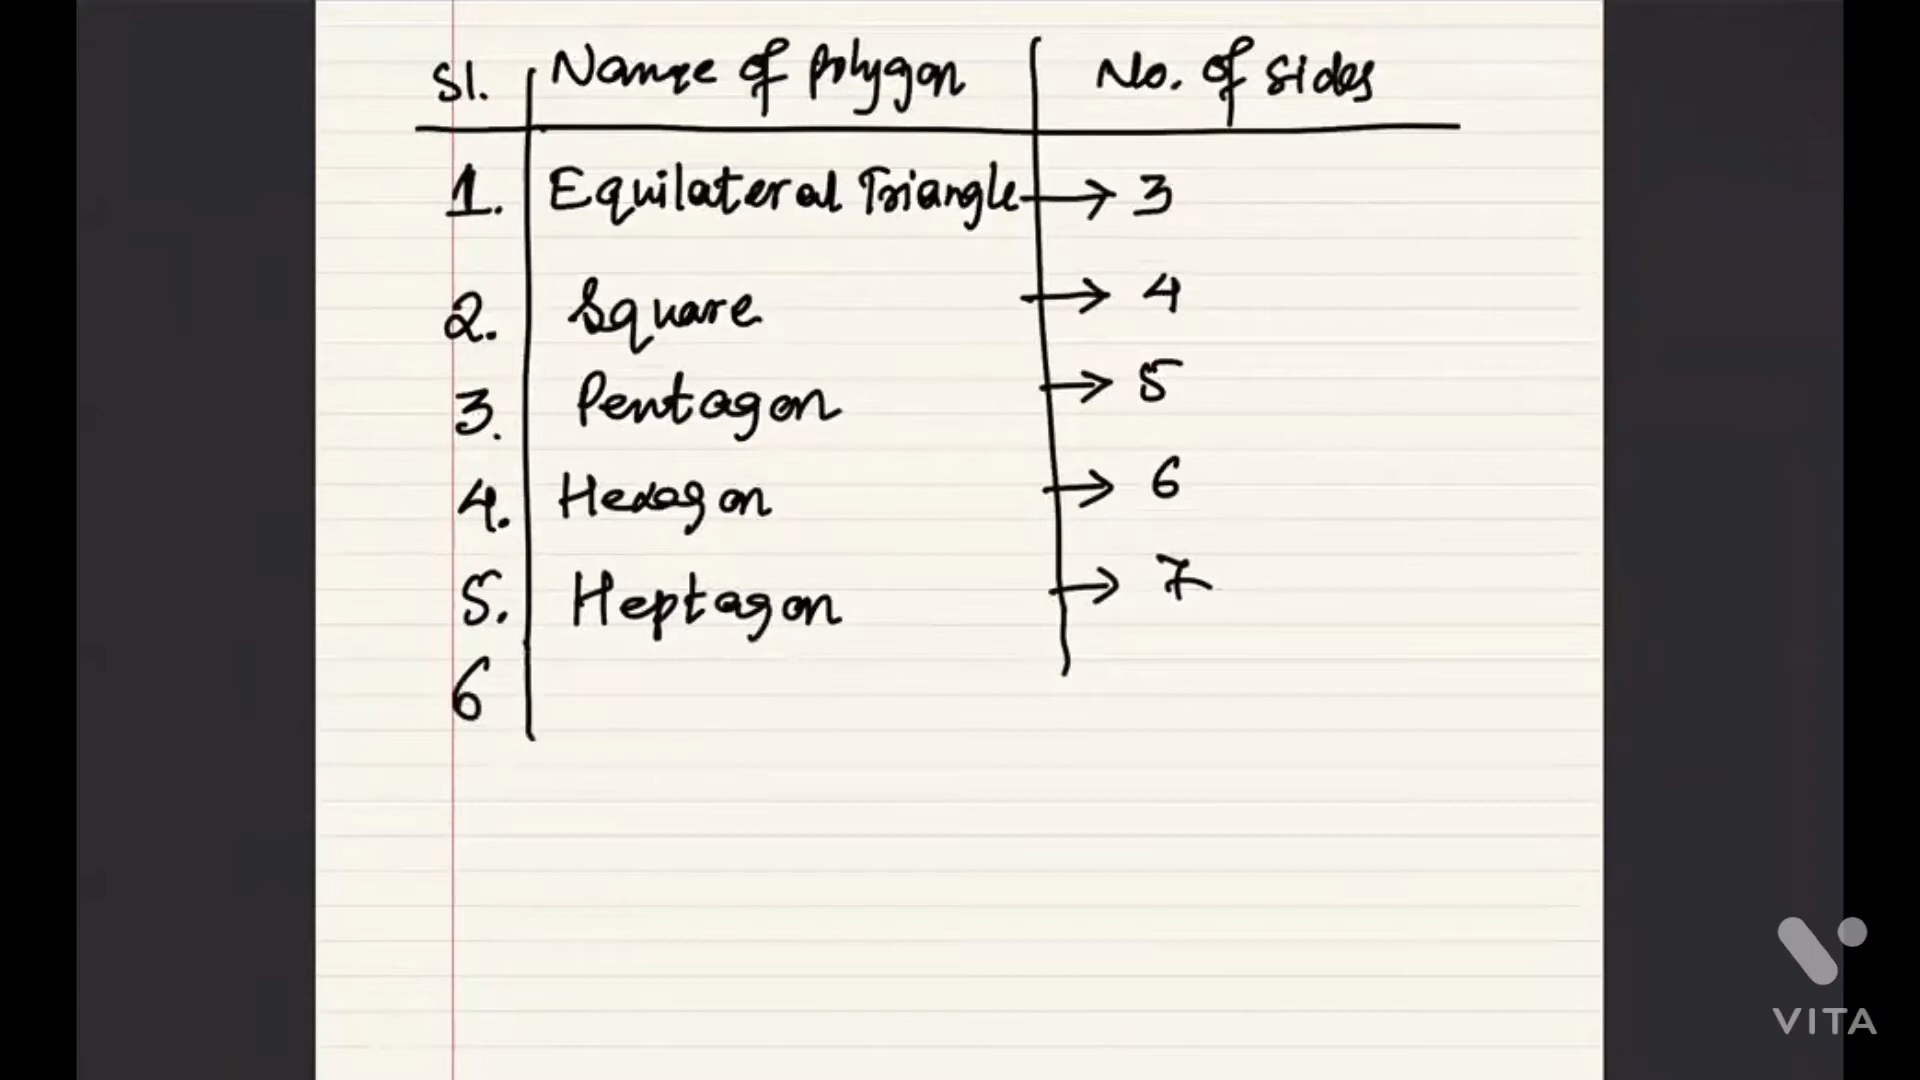 Sl. Name of Polygon No. of sides
1. Equilateral Triangle → 3
2. Square → 4
3. Pentagon → 5
4. Hexagon → 6
5. Heptagon → 7
6
VITA